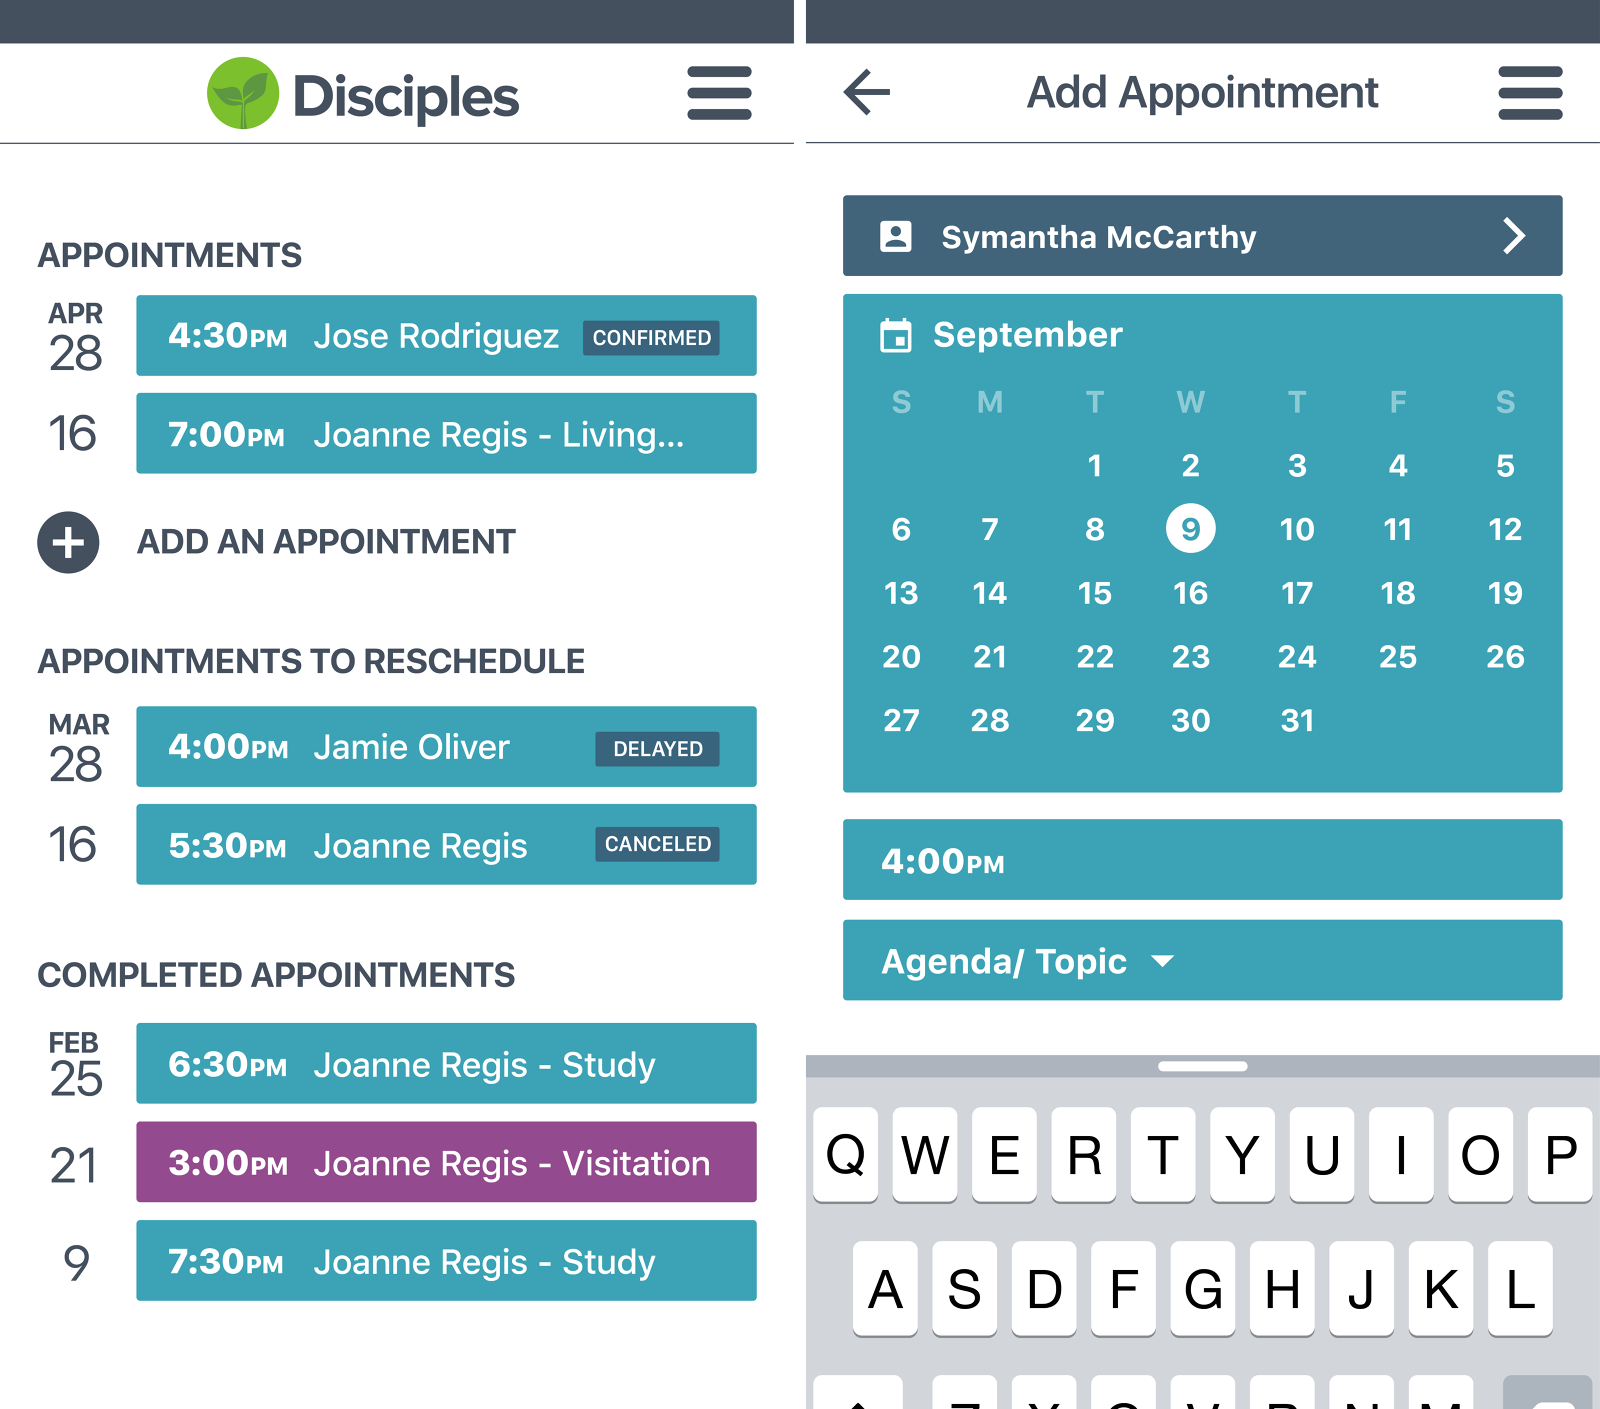 Disciples
APPOINTMENTS
APR
28
4:30PM Jose Rodriguez CONFIRMED
16
7:00PM Joanne Regis - Living...
ADD AN APPOINTMENT
APPOINTMENTS TO RESCHEDULE
MAR
28
4:00PM Jamie Oliver DELAYED
16
5:30PM Joanne Regis CANCELED
COMPLETED APPOINTMENTS
FEB
25
6:30PM Joanne Regis - Study
21
3:00PM Joanne Regis - Visitation
9
7:30PM Joanne Regis - Study
Add Appointment
Symantha McCarthy
September
S M T W T F S
1 2 3 4 5
6 7 8 9 10 11 12
13 14 15 16 17 18 19
20 21 22 23 24 25 26
27 28 29 30 31
4:00PM
Agenda/ Topic
Q W E R T Y U I O P
A S D F G H J K L